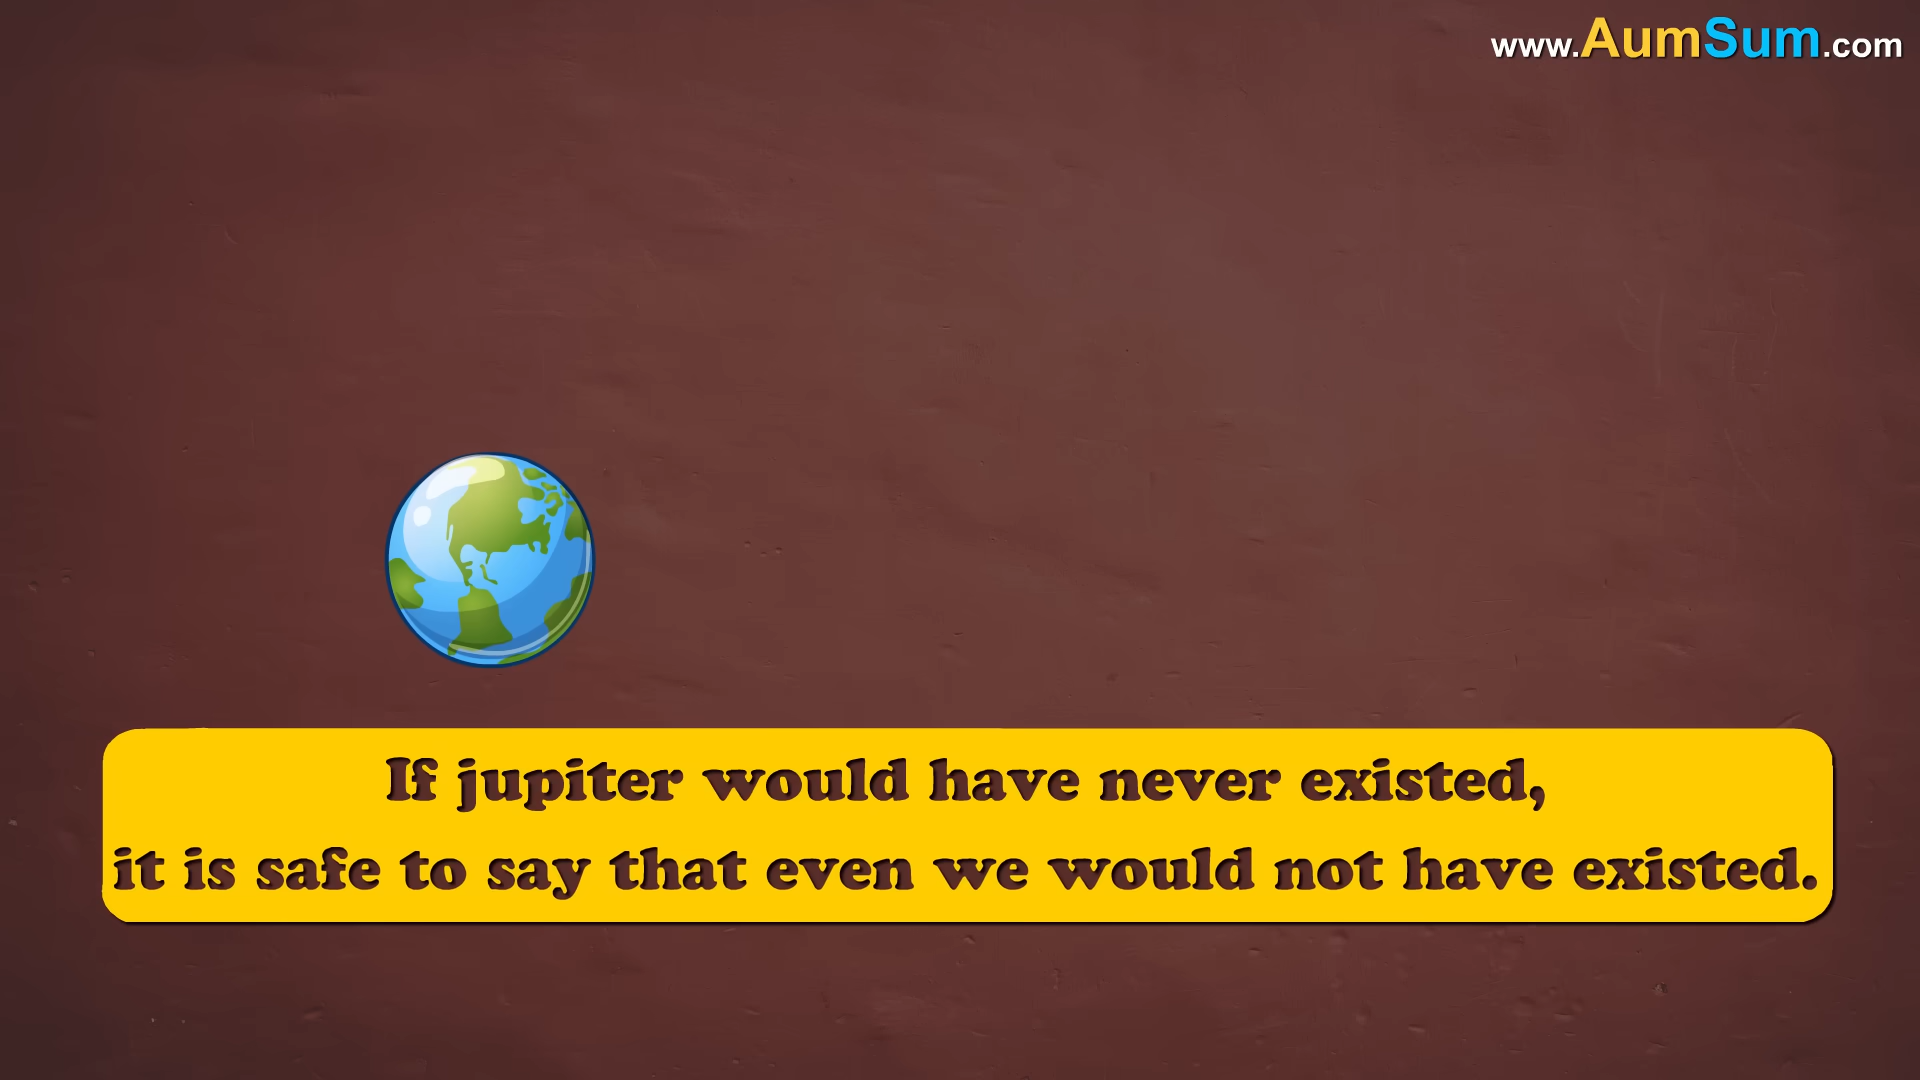 www.AumSum.com
If jupiter would have never existed,
it is safe to say that even we would not have existed.